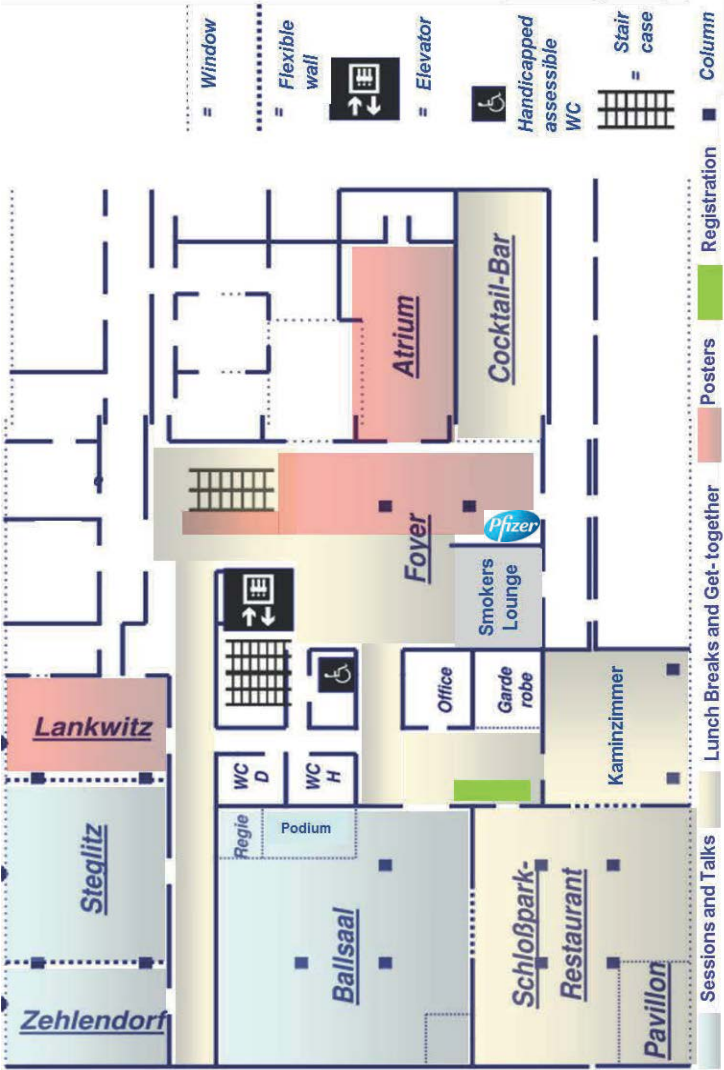 = Window
= Flexible
wall
= Elevator
Handicapped
assessible
WC
= Stair
case
Column
Atrium
Cocktail-Bar
Foyer
Pfizer
Smokers
Lounge
Lankwitz
Office
Garde
robe
Kaminzimmer
WC
D
WC
H
Steglitz
Regie
Podium
Zehlendorf
Ballsaal
Schloßpark-
Restaurant
Pavillon
Sessions and Talks
Lunch Breaks and Get-together
Posters
Registration